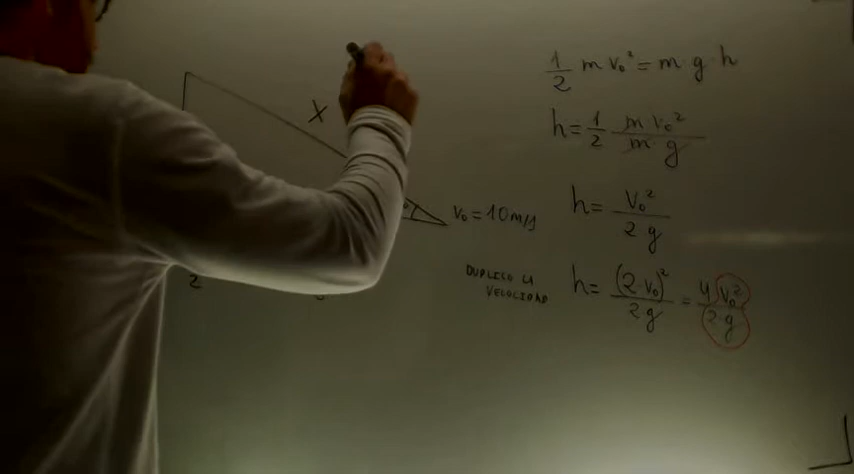 X
1/2 m v₀² = m · g · h
h = 1/2 m v₀² / m · g
v₀ = 10 m/s
h = v₀² / 2 g
DUPLICO LA
VELOCIDAD
h = (2 · v₀)² / 2 g = 4 v₀² / 2 · g
2